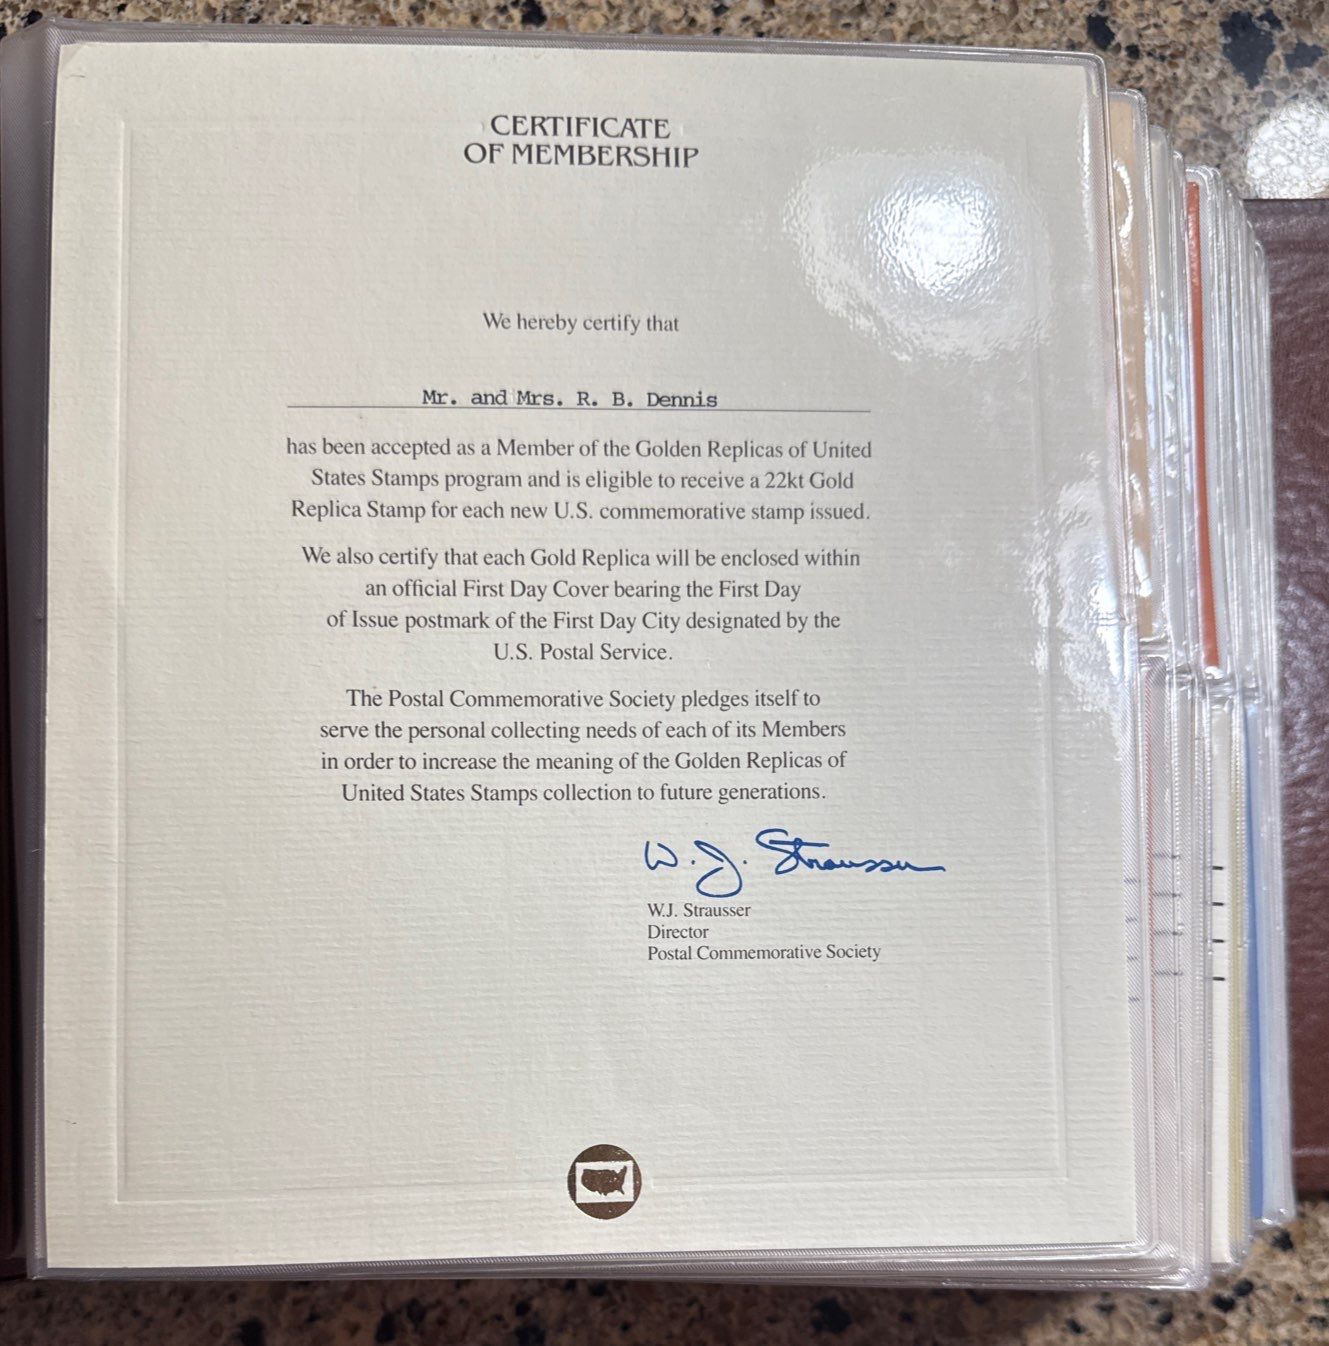 CERTIFICATE
OF MEMBERSHIP
We hereby certify that
Mr. and Mrs. R. B. Dennis
has been accepted as a Member of the Golden Replicas of United
States Stamps program and is eligible to receive a 22kt Gold
Replica Stamp for each new U.S. commemorative stamp issued.
We also certify that each Gold Replica will be enclosed within
an official First Day Cover bearing the First Day
of Issue postmark of the First Day City designated by the
U.S. Postal Service.
The Postal Commemorative Society pledges itself to
serve the personal collecting needs of each of its Members
in order to increase the meaning of the Golden Replicas of
United States Stamps collection to future generations.
W. J. Strausser
W.J. Strausser
Director
Postal Commemorative Society